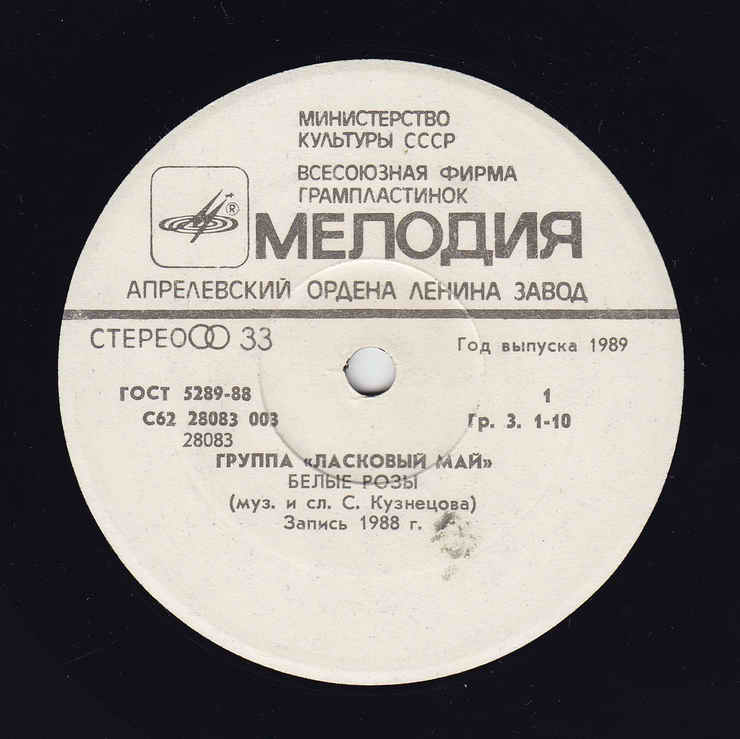 МИНИСТЕРСТВО
КУЛЬТУРЫ СССР
ВСЕСОЮЗНАЯ ФИРМА
ГРАМПЛАСТИНОК
®
МЕЛОДИЯ
АПРЕЛЕВСКИЙ ОРДЕНА ЛЕНИНА ЗАВОД
СТЕРЕО 33
Год выпуска 1989
ГОСТ 5289-88
1
С62 28083 003
Гр. 3. 1-10
28083
ГРУППА «ЛАСКОВЫЙ МАЙ»
БЕЛЫЕ РОЗЫ
(муз. и сл. С. Кузнецова)
Запись 1988 г.